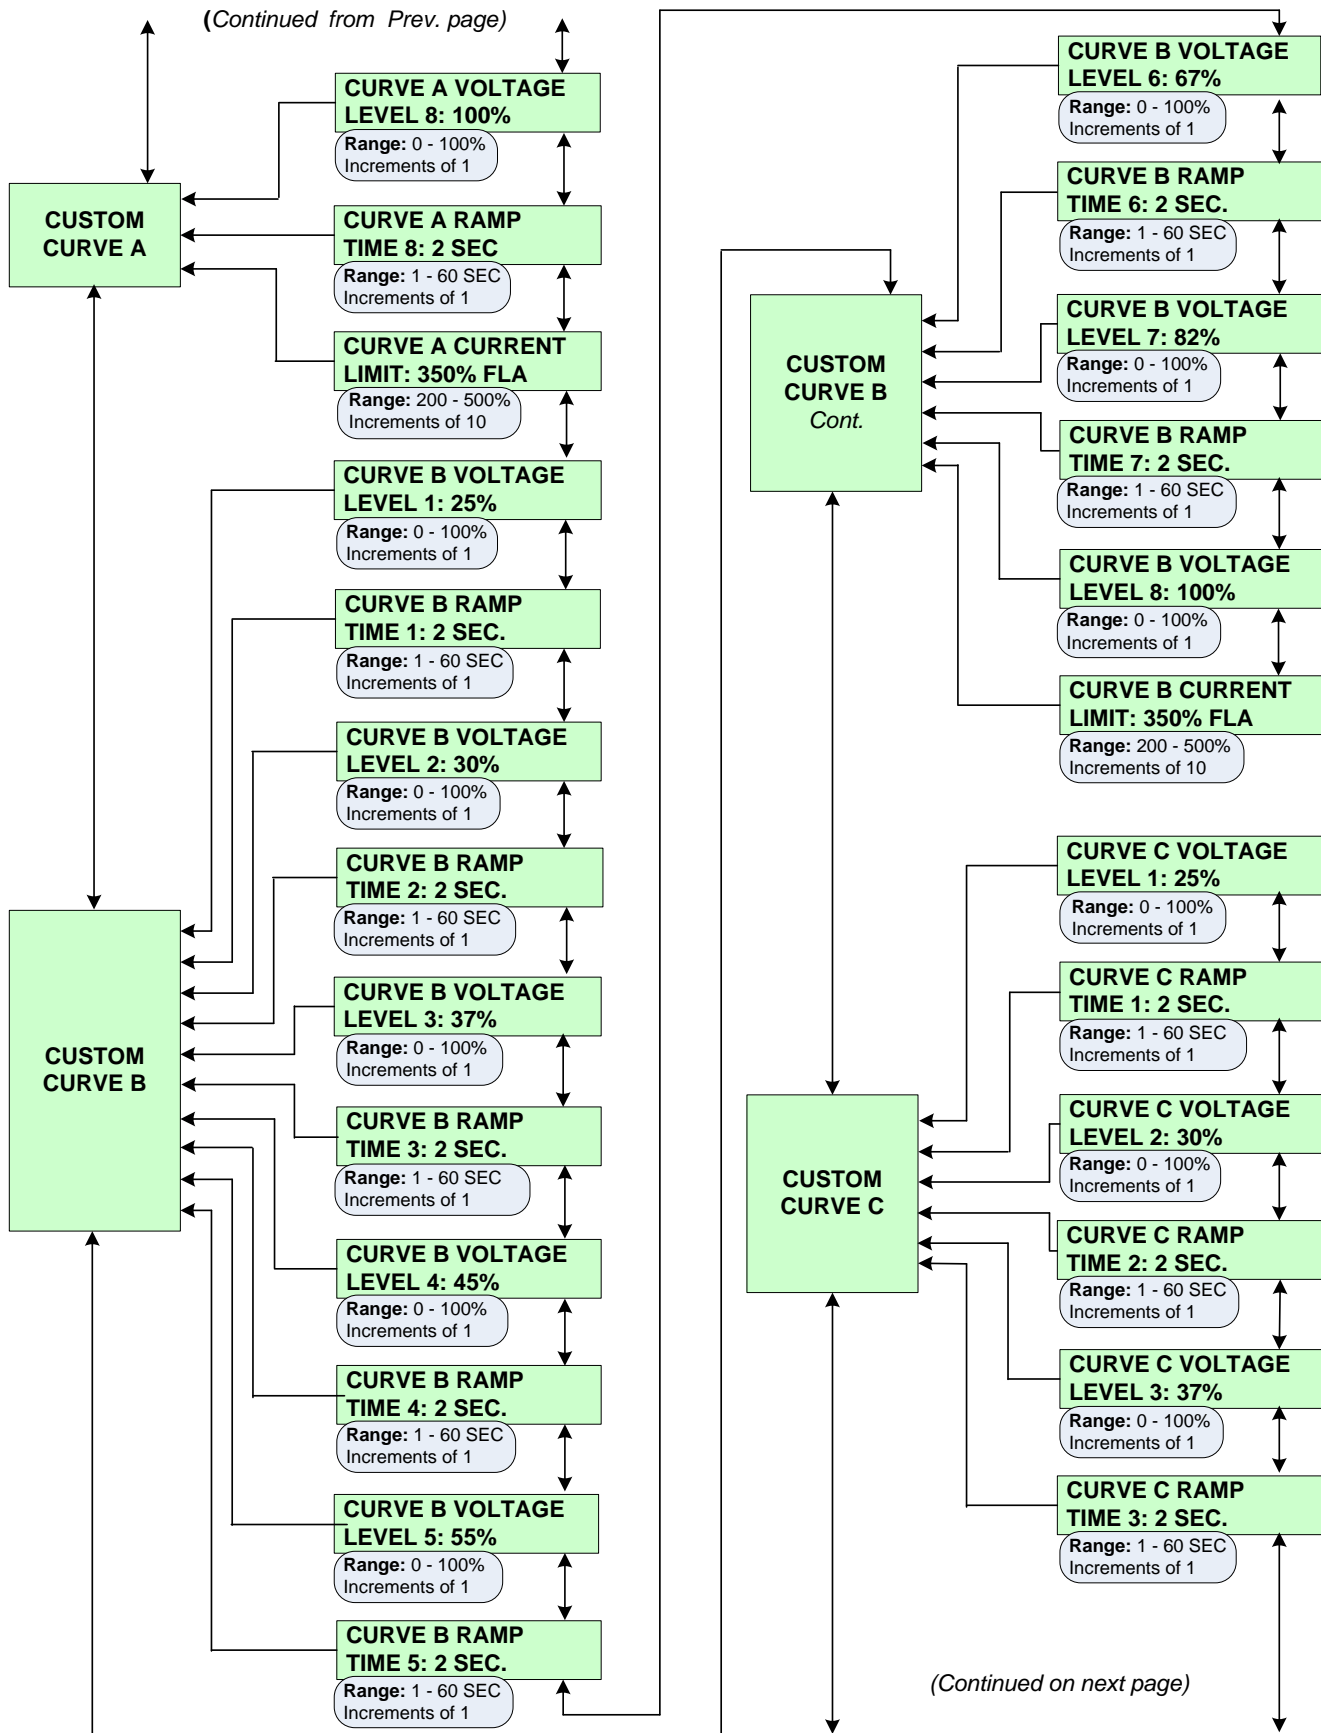 (Continued from Prev. page)
CUSTOM
CURVE A
CURVE A VOLTAGE
LEVEL 8: 100%
Range: 0 - 100%
Increments of 1
CURVE A RAMP
TIME 8: 2 SEC
Range: 1 - 60 SEC
Increments of 1
CURVE A CURRENT
LIMIT: 350% FLA
Range: 200 - 500%
Increments of 10
CUSTOM
CURVE B
CURVE B VOLTAGE
LEVEL 1: 25%
Range: 0 - 100%
Increments of 1
CURVE B RAMP
TIME 1: 2 SEC.
Range: 1 - 60 SEC
Increments of 1
CURVE B VOLTAGE
LEVEL 2: 30%
Range: 0 - 100%
Increments of 1
CURVE B RAMP
TIME 2: 2 SEC.
Range: 1 - 60 SEC
Increments of 1
CURVE B VOLTAGE
LEVEL 3: 37%
Range: 0 - 100%
Increments of 1
CURVE B RAMP
TIME 3: 2 SEC.
Range: 1 - 60 SEC
Increments of 1
CURVE B VOLTAGE
LEVEL 4: 45%
Range: 0 - 100%
Increments of 1
CURVE B RAMP
TIME 4: 2 SEC.
Range: 1 - 60 SEC
Increments of 1
CURVE B VOLTAGE
LEVEL 5: 55%
Range: 0 - 100%
Increments of 1
CURVE B RAMP
TIME 5: 2 SEC.
Range: 1 - 60 SEC
Increments of 1
CUSTOM
CURVE B
Cont.
CURVE B VOLTAGE
LEVEL 6: 67%
Range: 0 - 100%
Increments of 1
CURVE B RAMP
TIME 6: 2 SEC.
Range: 1 - 60 SEC
Increments of 1
CURVE B VOLTAGE
LEVEL 7: 82%
Range: 0 - 100%
Increments of 1
CURVE B RAMP
TIME 7: 2 SEC.
Range: 1 - 60 SEC
Increments of 1
CURVE B VOLTAGE
LEVEL 8: 100%
Range: 0 - 100%
Increments of 1
CURVE B CURRENT
LIMIT: 350% FLA
Range: 200 - 500%
Increments of 10
CUSTOM
CURVE C
CURVE C VOLTAGE
LEVEL 1: 25%
Range: 0 - 100%
Increments of 1
CURVE C RAMP
TIME 1: 2 SEC.
Range: 1 - 60 SEC
Increments of 1
CURVE C VOLTAGE
LEVEL 2: 30%
Range: 0 - 100%
Increments of 1
CURVE C RAMP
TIME 2: 2 SEC.
Range: 1 - 60 SEC
Increments of 1
CURVE C VOLTAGE
LEVEL 3: 37%
Range: 0 - 100%
Increments of 1
CURVE C RAMP
TIME 3: 2 SEC.
Range: 1 - 60 SEC
Increments of 1
(Continued on next page)